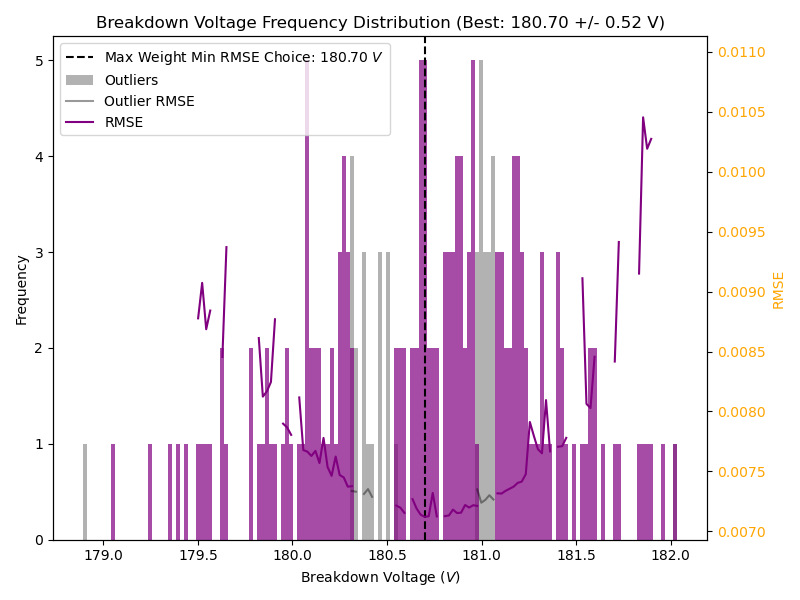 Breakdown Voltage Frequency Distribution (Best: 180.70 +/- 0.52 V)
Max Weight Min RMSE Choice: 180.70 V
Outliers
Outlier RMSE
RMSE
Frequency
5
4
3
2
1
0
0.0110
0.0105
0.0100
0.0095
0.0090
0.0085
0.0080
0.0075
0.0070
RMSE
179.0 179.5 180.0 180.5 181.0 181.5 182.0
Breakdown Voltage (V)